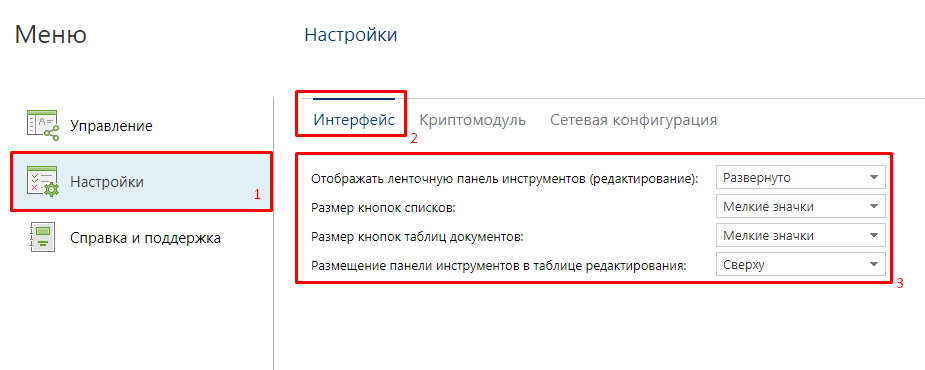 Меню
Настройки
Управление
Настройки
1
Справка и поддержка
Интерфейс Криптомодуль Сетевая конфигурация
2
Отображать ленточную панель инструментов (редактирование): Развернуто
Размер кнопок списков: Мелкие значки
Размер кнопок таблиц документов: Мелкие значки
Размещение панели инструментов в таблице редактирования: Сверху
3